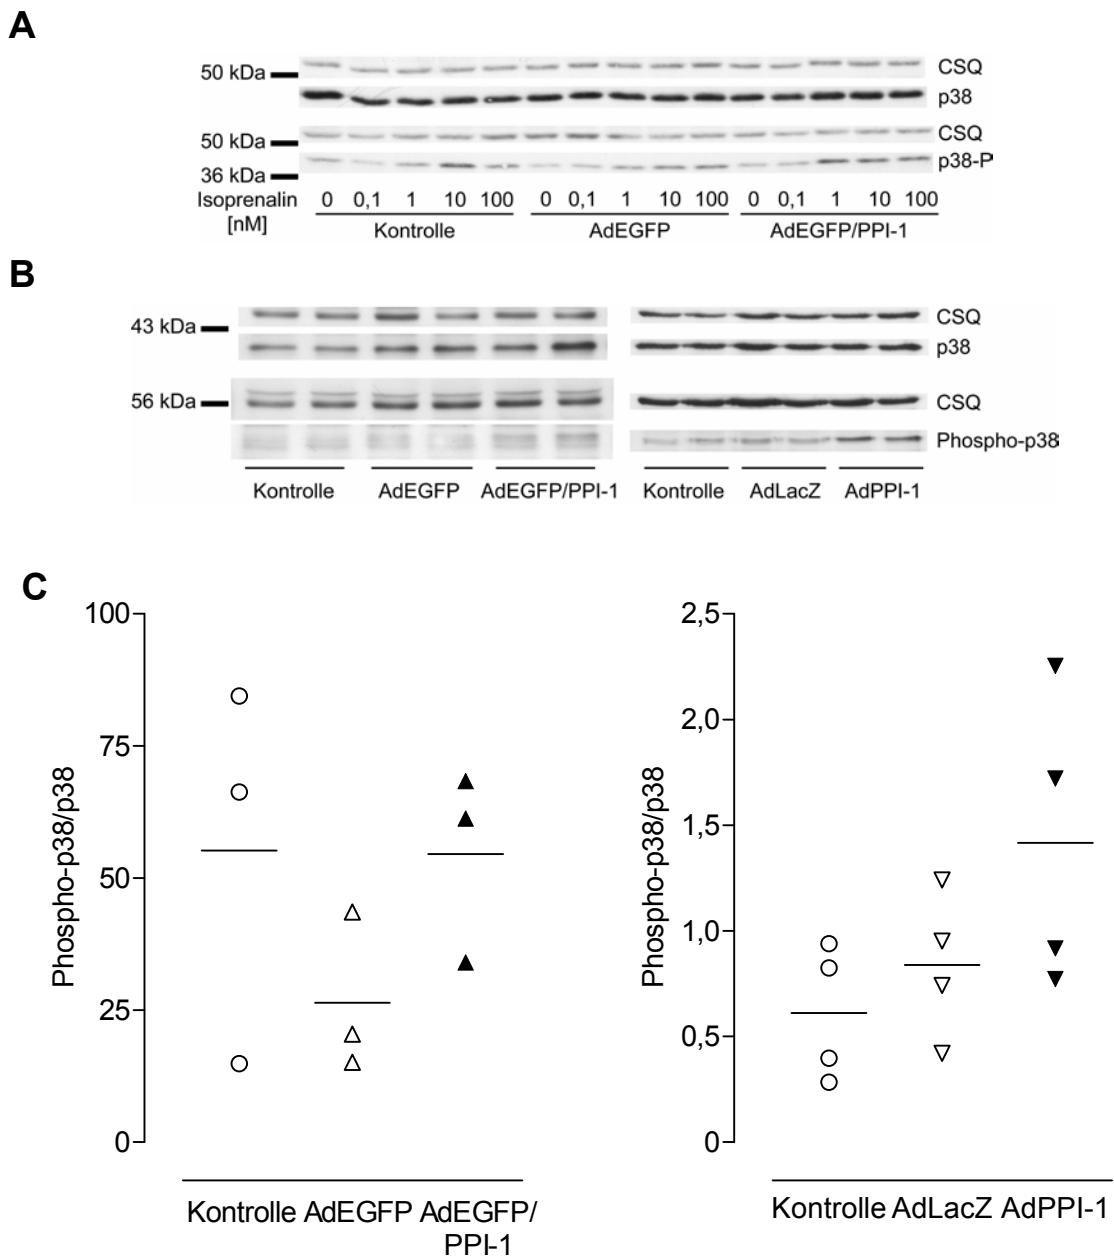 A
50 kDa
CSQ
p38
50 kDa
CSQ
36 kDa
p38-P
Isoprenalin
[nM]
0 0,1 1 10 100 0 0,1 1 10 100 0 0,1 1 10 100
Kontrolle AdEGFP AdEGFP/PPI-1
B
43 kDa
CSQ
p38
56 kDa
CSQ
Phospho-p38
Kontrolle AdEGFP AdEGFP/PPI-1 Kontrolle AdLacZ AdPPI-1
C
Phospho-p38/p38
100
75
50
25
0
Kontrolle AdEGFP AdEGFP/
PPI-1
Phospho-p38/p38
2,5
2,0
1,5
1,0
0,5
0
Kontrolle AdLacZ AdPPI-1